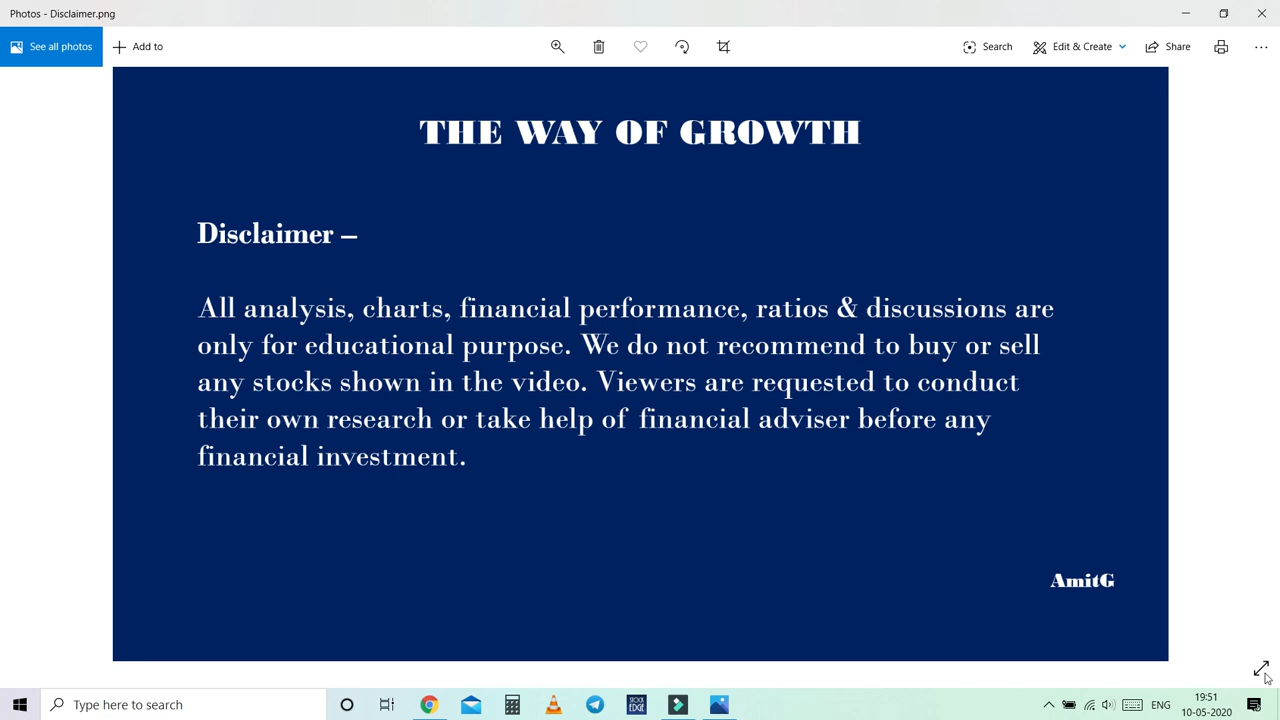 Photos - Disclaimer.png
See all photos
Add to
Search
Edit & Create
Share
THE WAY OF GROWTH
Disclaimer –
All analysis, charts, financial performance, ratios & discussions are
only for educational purpose. We do not recommend to buy or sell
any stocks shown in the video. Viewers are requested to conduct
their own research or take help of financial adviser before any
financial investment.
AmitG
Type here to search
STOCK
EDGE
ENG
19:51
10-05-2020